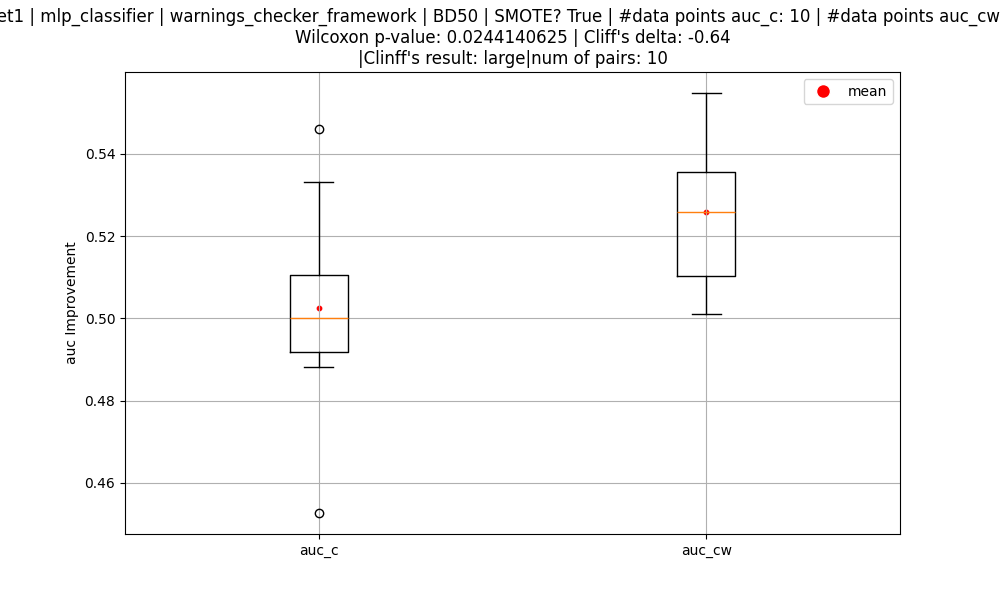 et1 | mlp_classifier | warnings_checker_framework | BD50 | SMOTE? True | #data points auc_c: 10 | #data points auc_cw
Wilcoxon p-value: 0.0244140625 | Cliff's delta: -0.64
|Clinff's result: large|num of pairs: 10
mean
0.54
0.52
0.50
0.48
0.46
auc Improvement
auc_c
auc_cw